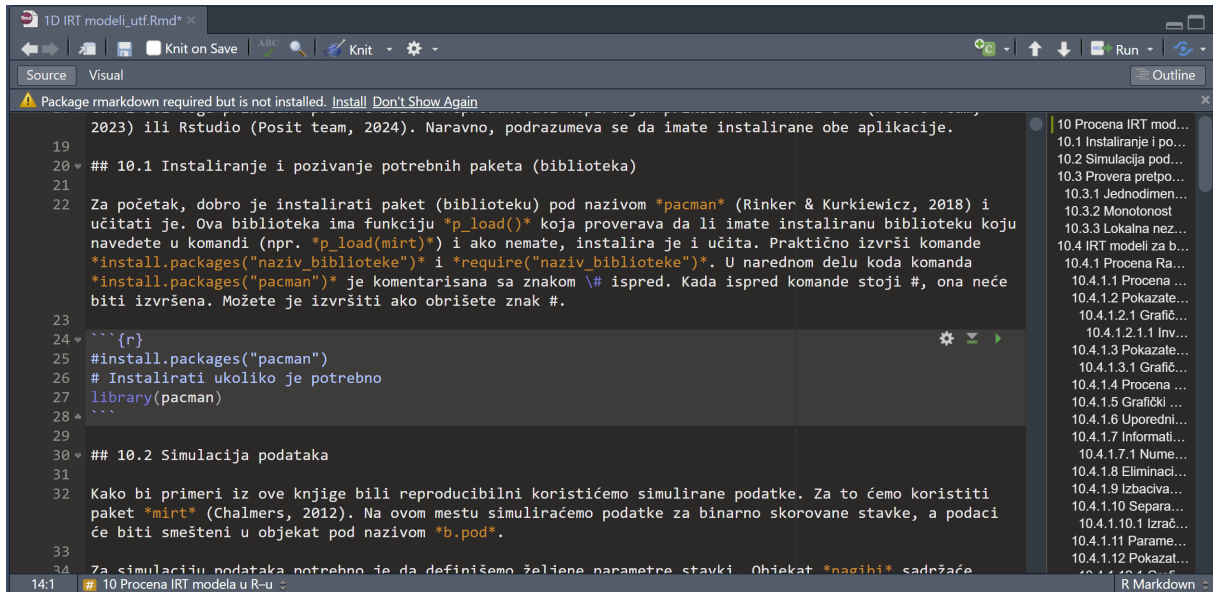 1D IRT modeli_utf.Rmd*
Knit on Save ABC Knit Run
Source Visual Outline
Package rmarkdown required but is not installed. Install Don't Show Again
2023) ili Rstudio (Posit team, 2024). Naravno, podrazumeva se da imate instalirane obe aplikacije.
19
20 ## 10.1 Instaliranje i pozivanje potrebnih paketa (biblioteka)
21
22 Za početak, dobro je instalirati paket (biblioteku) pod nazivom *pacman* (Rinker & Kurkiewicz, 2018) i
učitati je. Ova biblioteka ima funkciju *p_load()* koja proverava da li imate instaliranu biblioteku koju
navedete u komandi (npr. *p_load(mirt)*) i ako nemate, instalira je i učita. Praktično izvrši komande
*install.packages("naziv_biblioteke")* i *require("naziv_biblioteke")*. U narednom delu koda komanda
*install.packages("pacman")* je komentarisana sa znakom \# ispred. Kada ispred komande stoji #, ona neće
biti izvršena. Možete je izvršiti ako obrišete znak #.
23
24 ```{r}
25 #install.packages("pacman")
26 # Instalirati ukoliko je potrebno
27 library(pacman)
28 ```
29
30 ## 10.2 Simulacija podataka
31
32 Kako bi primeri iz ove knjige bili reproducibilni koristićemo simulirane podatke. Za to ćemo koristiti
paket *mirt* (Chalmers, 2012). Na ovom mestu simuliraćemo podatke za binarno skorovane stavke, a podaci
će biti smešteni u objekat pod nazivom *b.pod*.
33
34 Za simulaciju podataka potrebno je da definišemo željene parametre stavki. Objekat *nagibi* sadržaće
10 Procena IRT mod...
10.1 Instaliranje i po...
10.2 Simulacija pod...
10.3 Provera pretpo...
10.3.1 Jednodimen...
10.3.2 Monotonost
10.3.3 Lokalna nez...
10.4 IRT modeli za b...
10.4.1 Procena Ra...
10.4.1.1 Procena ...
10.4.1.2 Pokazate...
10.4.1.2.1 Grafič...
10.4.1.2.1.1 Inv...
10.4.1.3 Pokazate...
10.4.1.3.1 Grafič...
10.4.1.4 Procena ...
10.4.1.5 Grafički ...
10.4.1.6 Uporedni...
10.4.1.7 Informati...
10.4.1.7.1 Nume...
10.4.1.8 Eliminaci...
10.4.1.9 Izbaciva...
10.4.1.10 Separa...
10.4.1.10.1 Izrač...
10.4.1.11 Parame...
10.4.1.12 Pokazat...
14:1 # 10 Procena IRT modela u R–u R Markdown